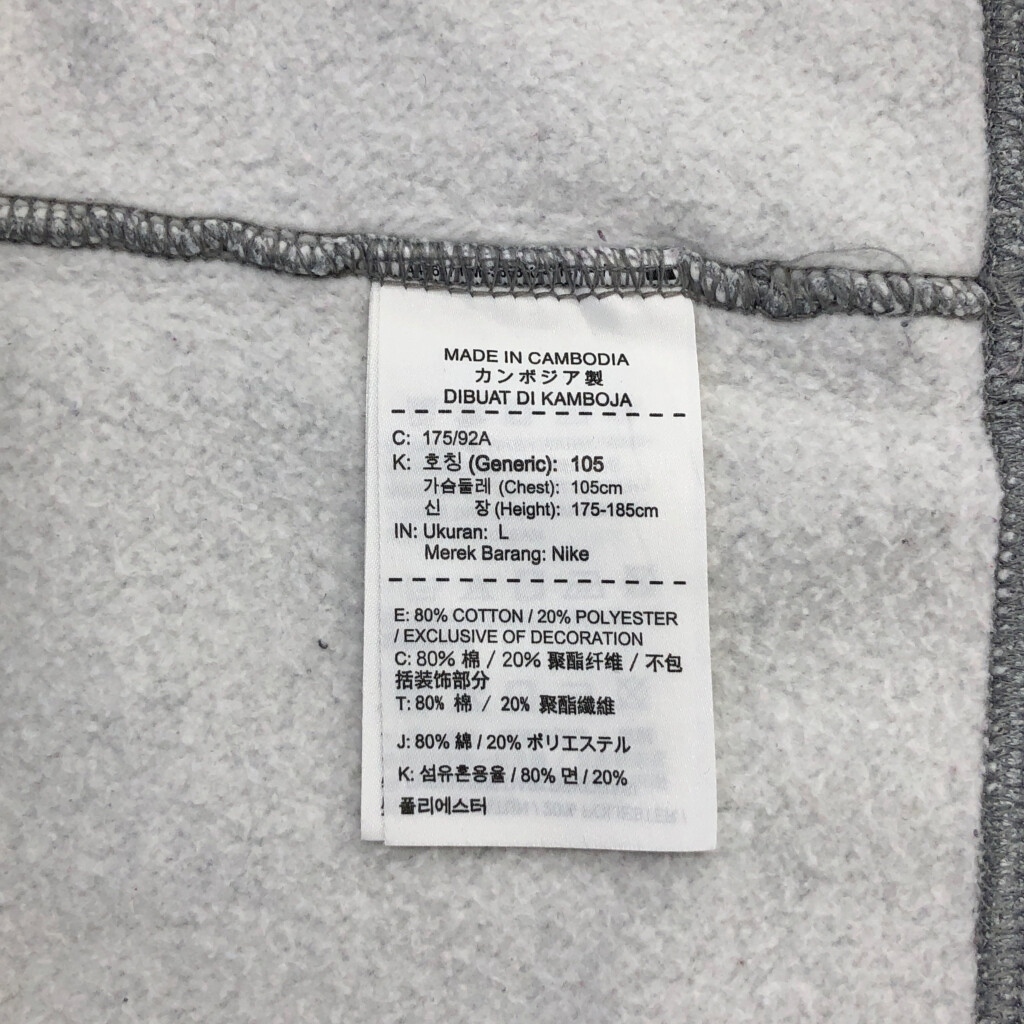 MADE IN CAMBODIA
カンボジア製
DIBUAT DI KAMBOJA
C: 175/92A
K: 호칭 (Generic): 105
가슴둘레 (Chest): 105cm
신 장 (Height): 175-185cm
IN: Ukuran: L
Merek Barang: Nike
E: 80% COTTON / 20% POLYESTER
/ EXCLUSIVE OF DECORATION
C: 80% 棉 / 20% 聚酯纤维 / 不包
括装饰部分
T: 80% 棉 / 20% 聚酯纖維
J: 80% 綿 / 20% ポリエステル
K: 섬유혼용율 / 80% 면 / 20%
폴리에스터